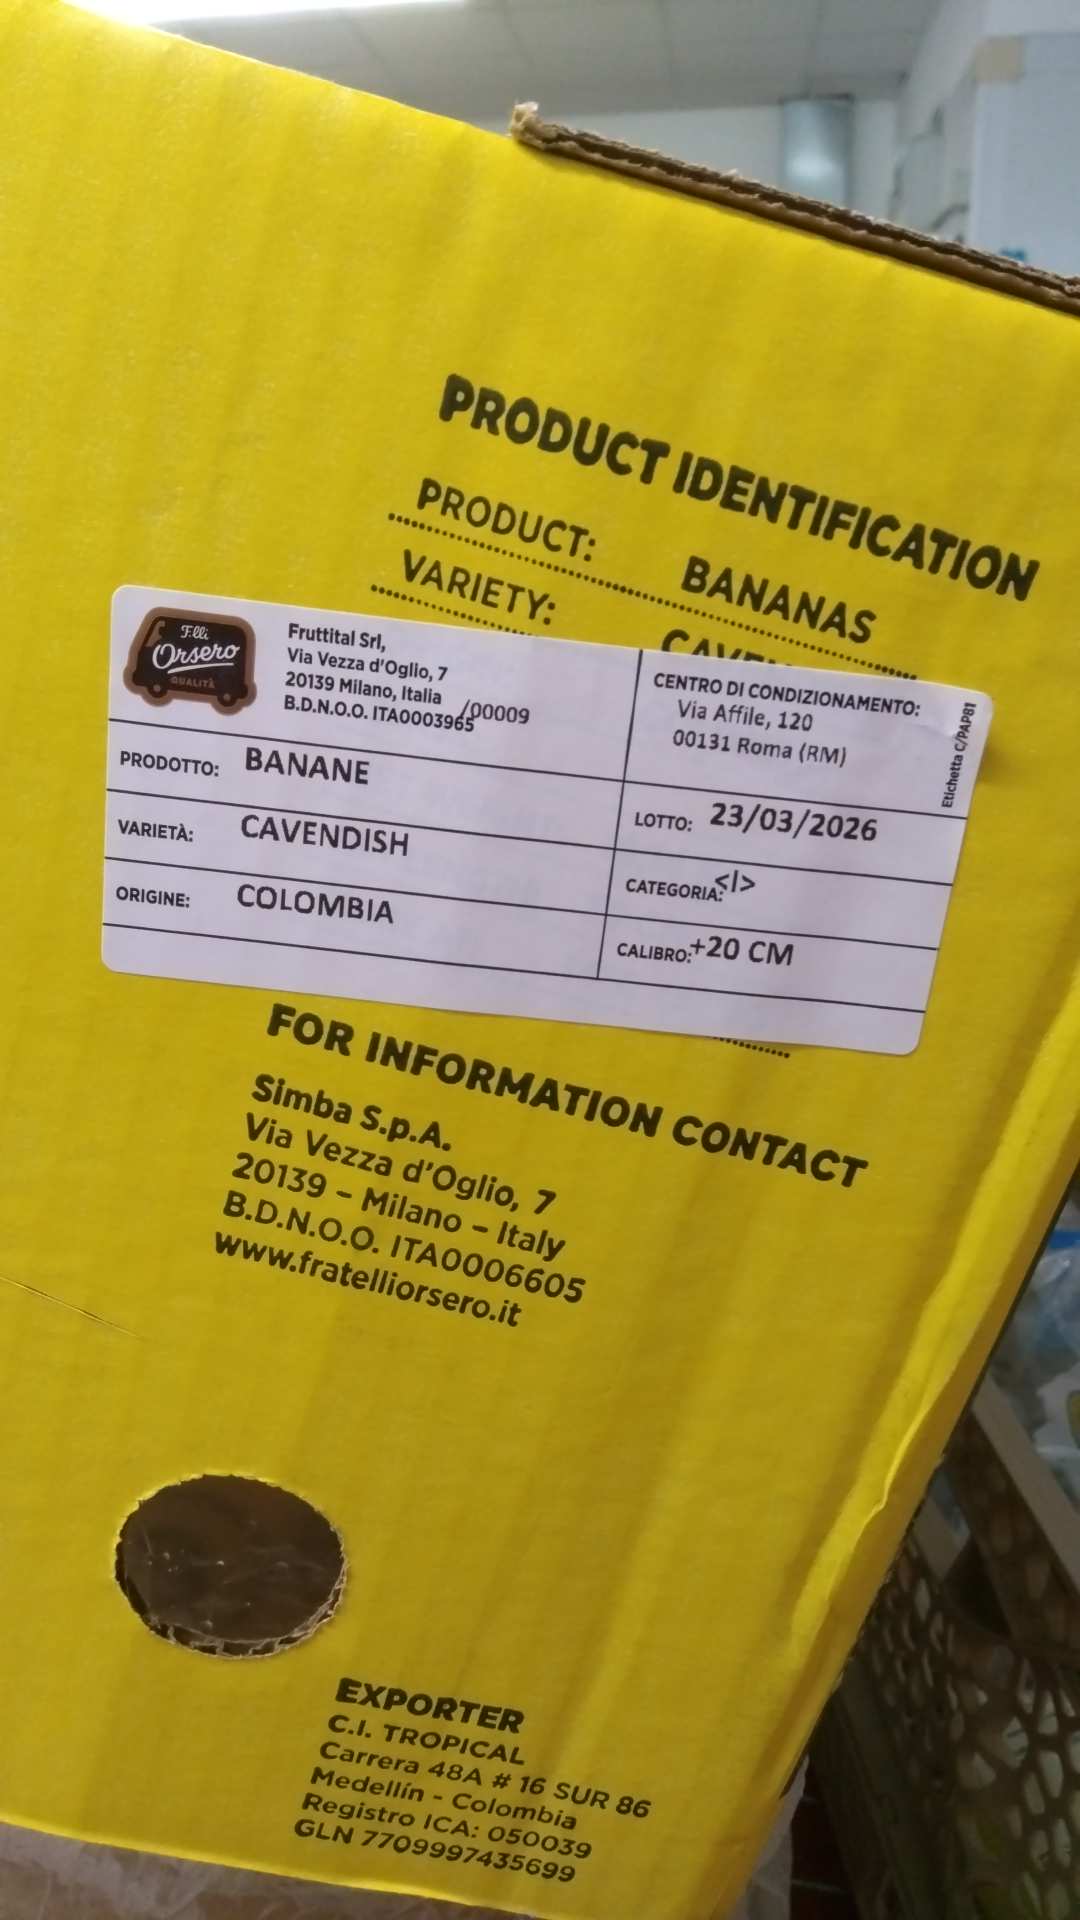 PRODUCT IDENTIFICATION
PRODUCT: BANANAS
VARIETY:
F.lli
Orsero
QUALITÀ
Fruttital Srl,
Via Vezza d'Oglio, 7
20139 Milano, Italia
B.D.N.O.O. ITA0003965 /00009
CENTRO DI CONDIZIONAMENTO:
Via Affile, 120
00131 Roma (RM)
Etichetta C/PAP81
PRODOTTO: BANANE
LOTTO: 23/03/2026
VARIETÀ: CAVENDISH
CATEGORIA: <I>
ORIGINE: COLOMBIA
CALIBRO: +20 CM
FOR INFORMATION CONTACT
Simba S.p.A.
Via Vezza d'Oglio, 7
20139 – Milano – Italy
B.D.N.O.O. ITA0006605
www.fratelliorsero.it
EXPORTER
C.I. TROPICAL
Carrera 48A # 16 SUR 86
Medellín - Colombia
Registro ICA: 050039
GLN 7709997435699